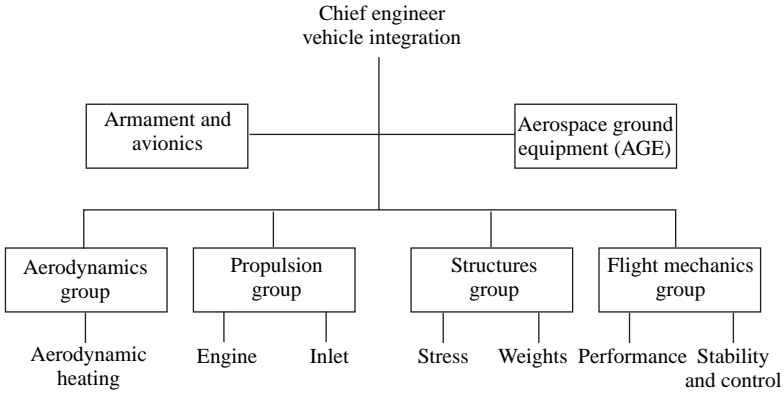 Chief engineer
vehicle integration
Armament and
avionics
Aerospace ground
equipment (AGE)
Aerodynamics
group
Propulsion
group
Structures
group
Flight mechanics
group
Aerodynamic
heating
Engine
Inlet
Stress
Weights
Performance
Stability
and control